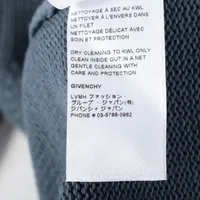 NETTOYAGE A SEC AU KWL
NETTOYER A L'ENVERS DANS
UN FILET
NETTOYAGE DÉLICAT AVEC
SOIN ET PROTECTION
DRY CLEANING TO KWL ONLY
CLEAN INSIDE OUT IN A NET
GENTLE CLEANING WITH
CARE AND PROTECTION
GIVENCHY
LVMH ファッション
グループ・ジャパン(株)
ジバンシィ ジャパン
PHONE # 03-5786-0962